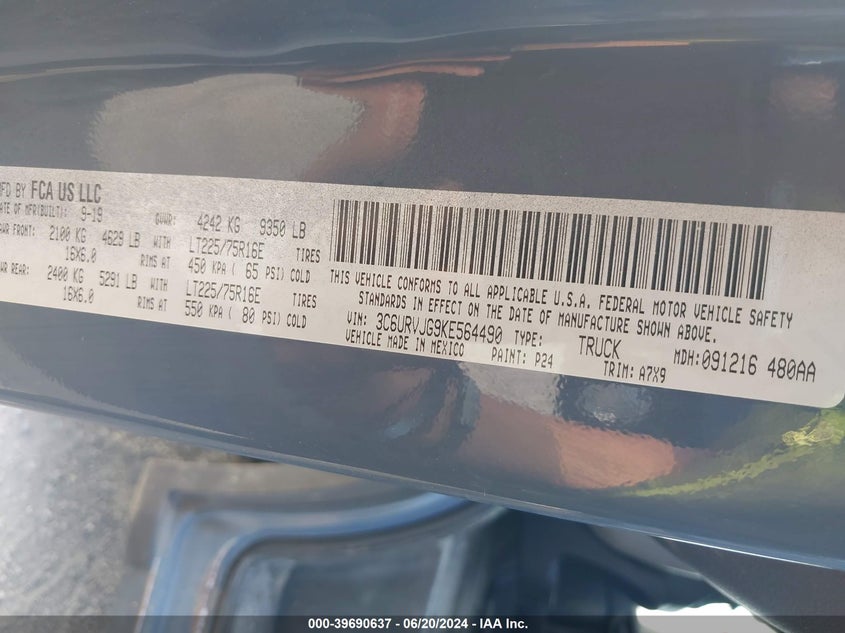 MFD BY FCA US LLC
DATE OF MFR(BUILT): 9-19 GVWR: 4242 KG 9350 LB
FRONT: 2100 KG 4629 LB WITH LT225/75R16E TIRES
16X6.0 RIMS AT 450 KPA ( 65 PSI) COLD
REAR: 2400 KG 5291 LB WITH LT225/75R16E TIRES
16X6.0 RIMS AT 550 KPA ( 80 PSI) COLD
THIS VEHICLE CONFORMS TO ALL APPLICABLE U.S.A. FEDERAL MOTOR VEHICLE SAFETY
STANDARDS IN EFFECT ON THE DATE OF MANUFACTURE SHOWN ABOVE.
VIN: 3C6URVJG9KE564490 TYPE: TRUCK MDH: 091216 480AA
VEHICLE MADE IN MEXICO PAINT: P24 TRIM: A7X9
000-39690637 - 06/20/2024 - IAA Inc.